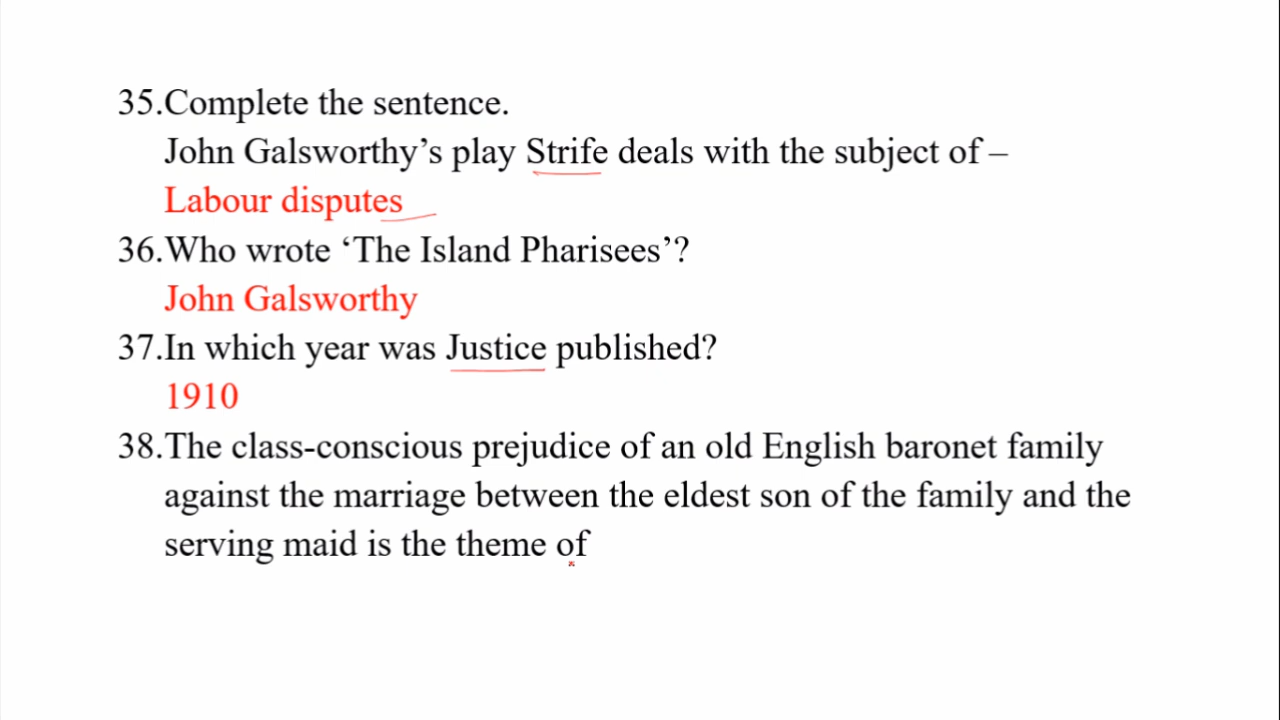 35.Complete the sentence.
John Galsworthy’s play Strife deals with the subject of –
Labour disputes
36.Who wrote ‘The Island Pharisees’?
John Galsworthy
37.In which year was Justice published?
1910
38.The class-conscious prejudice of an old English baronet family
against the marriage between the eldest son of the family and the
serving maid is the theme of